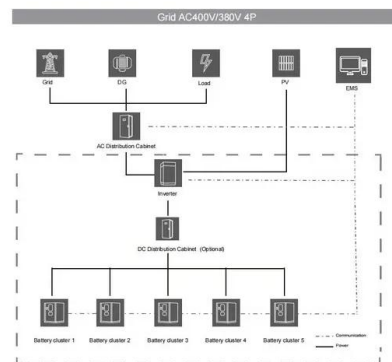 Grid AC400V/380V 4P
Grid
DG
Load
PV
EMS
AC Distribution Cabinet
Inverter
DC Distribution Cabinet (Optional)
Battery cluster 1
Battery cluster 2
Battery cluster 3
Battery cluster 4
Battery cluster 5
Communication
Power